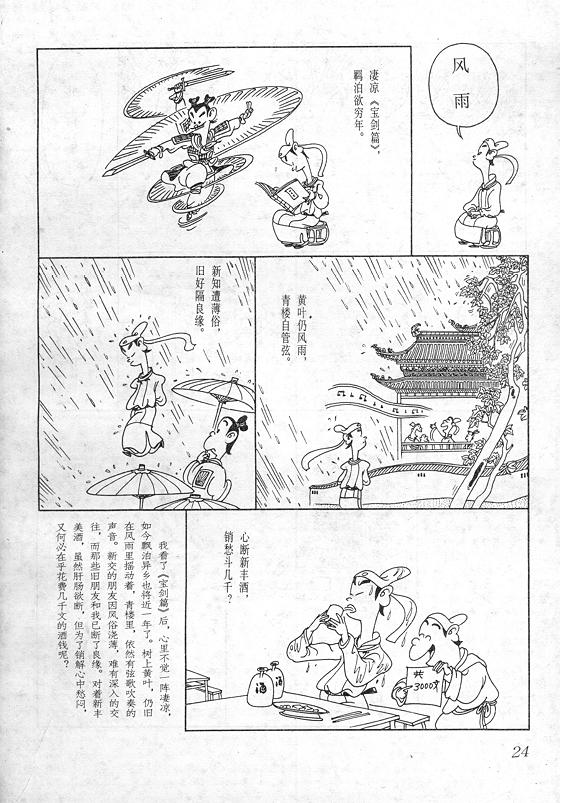 风
雨
凄凉《宝剑篇》，
羁泊欲穷年。
黄叶仍风雨，
青楼自管弦。
新知遭薄俗，
旧好隔良缘。
心断新丰酒，
销愁斗几千？
共
3000文
酒
酒
我看了《宝剑篇》后，心里不觉一阵凄凉，
如今飘泊异乡也将近一年了。树上黄叶，仍旧
在风雨里摇动着，青楼里，依然有弦歌吹奏的
声音。新交的朋友因风俗浇薄，难有深入的交
往，而那些旧朋友和我已断了良缘。对着新丰
美酒，虽然肝肠欲断，但为了销解心中愁闷，
又何必在乎花费几千文的酒钱呢？
24